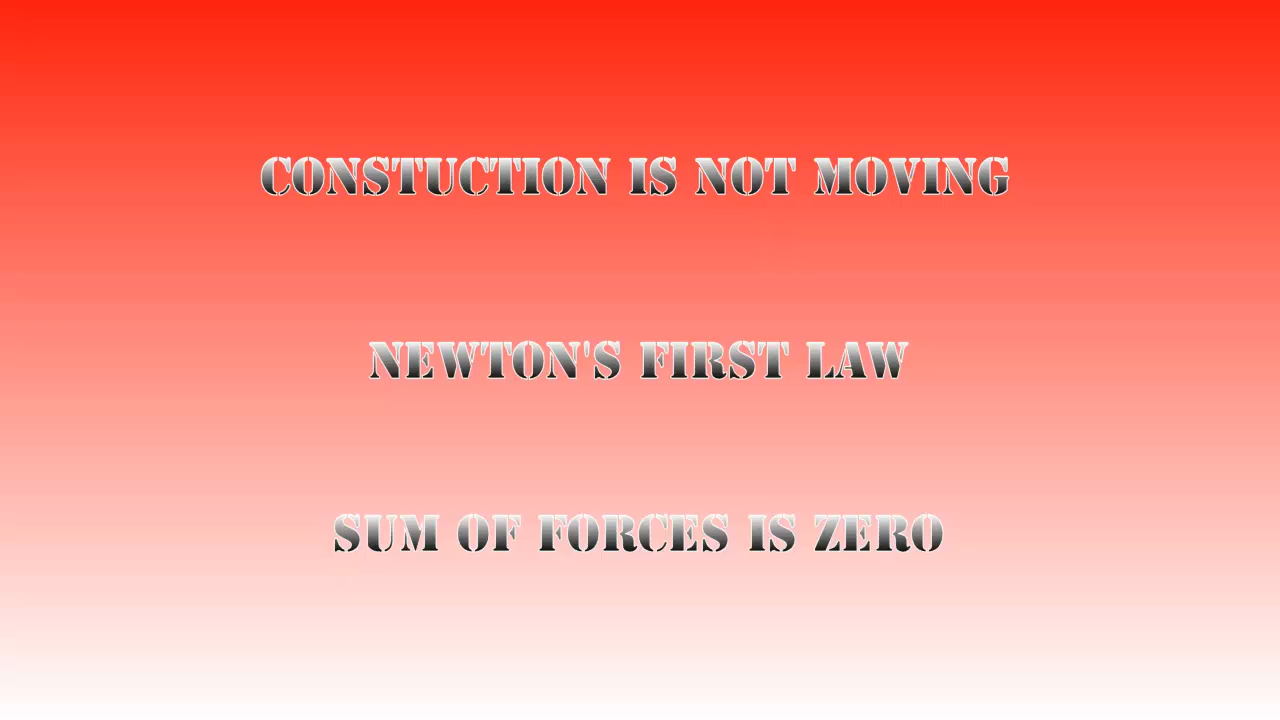 CONSTUCTION IS NOT MOVING
NEWTON'S FIRST LAW
SUM OF FORCES IS ZERO